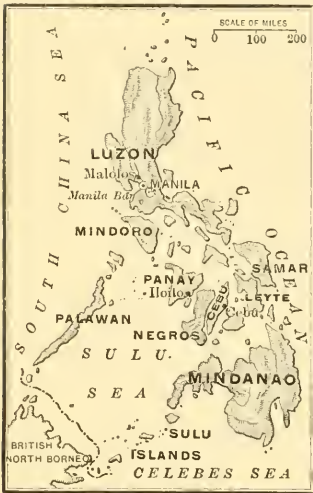 SCALE OF MILES
0 100 200
SOUTH CHINA SEA
PACIFIC OCEAN
LUZON
Malolos
MANILA
Manila Bay
MINDORO
SAMAR
PANAY
Iloilo
CEBU
LEYTE
Cebu
PALAWAN
NEGROS
SULU
SEA
MINDANAO
SULU
ISLANDS
BRITISH
NORTH BORNEO
CELEBES SEA